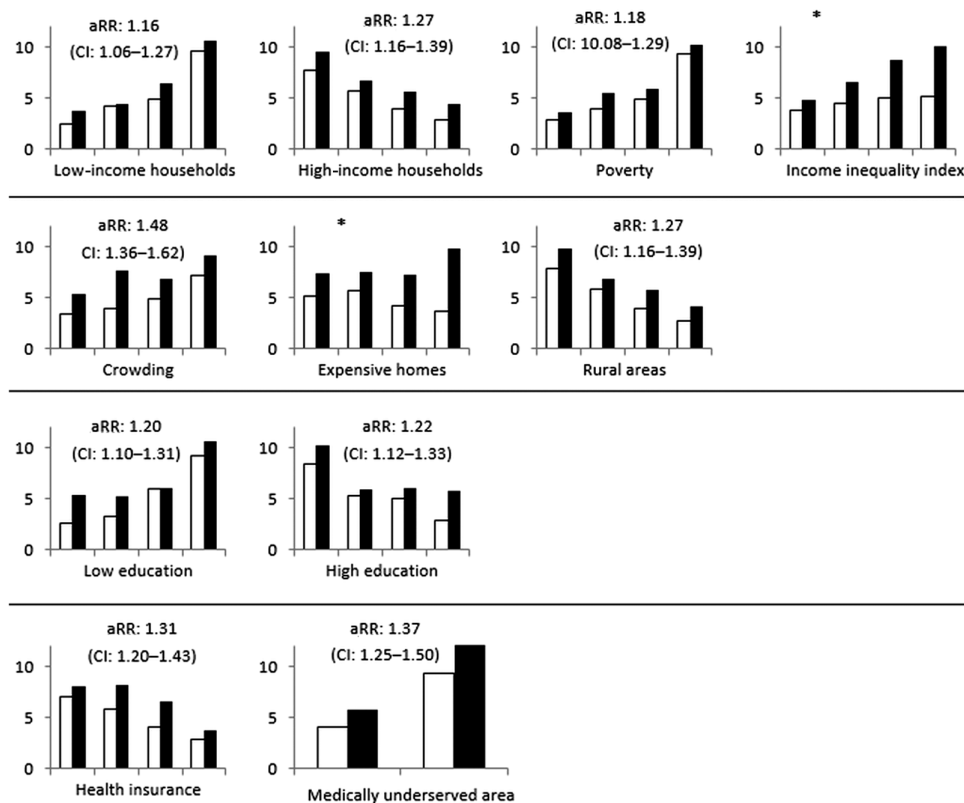 aRR: 1.16
(CI: 1.06–1.27)
10
5
0
Low-income households
aRR: 1.27
(CI: 1.16–1.39)
10
5
0
High-income households
aRR: 1.18
(CI: 10.08–1.29)
10
5
0
Poverty
*
10
5
0
Income inequality index
aRR: 1.48
CI: 1.36–1.62)
10
5
0
Crowding
*
10
5
0
Expensive homes
aRR: 1.27
(CI: 1.16–1.39)
10
5
0
Rural areas
aRR: 1.20
(CI: 1.10–1.31)
10
5
0
Low education
aRR: 1.22
(CI: 1.12–1.33)
10
5
0
High education
aRR: 1.31
(CI: 1.20–1.43)
10
5
0
Health insurance
aRR: 1.37
(CI: 1.25–1.50)
10
5
0
Medically underserved area